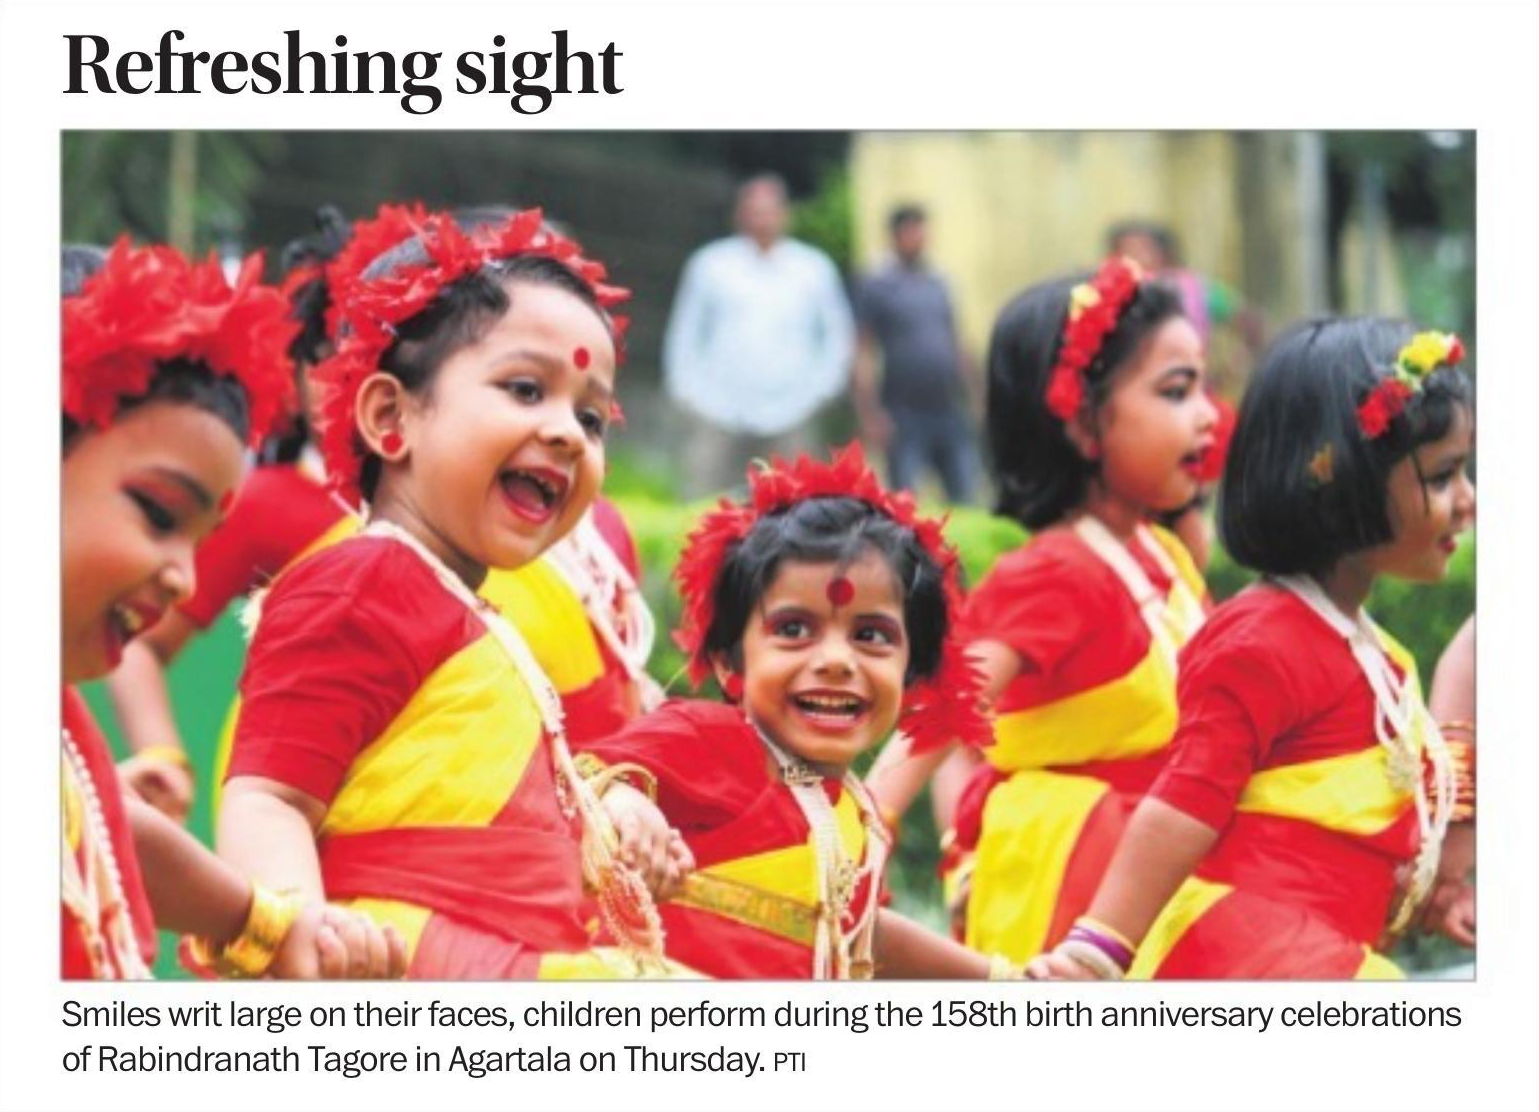 Refreshing sight
Smiles writ large on their faces, children perform during the 158th birth anniversary celebrations
of Rabindranath Tagore in Agartala on Thursday. PTI